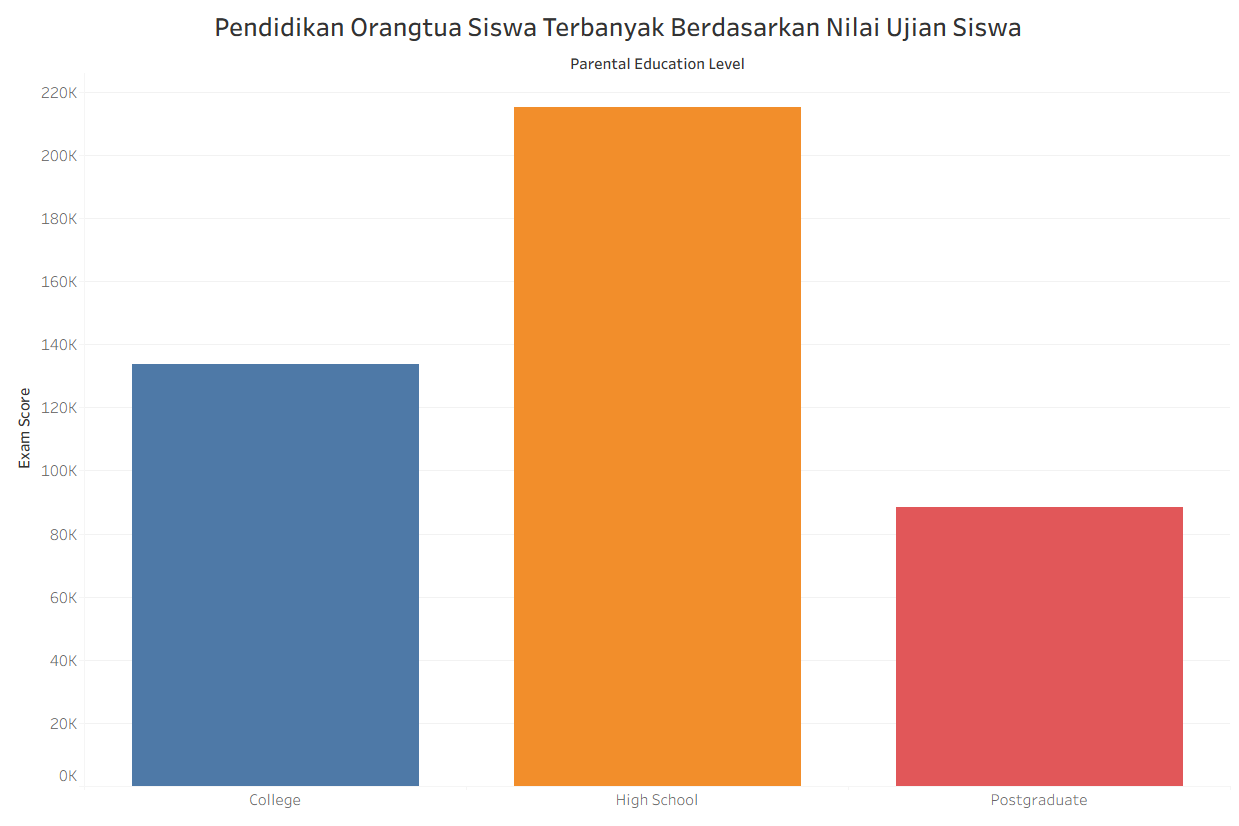 Pendidikan Orangtua Siswa Terbanyak Berdasarkan Nilai Ujian Siswa
Parental Education Level
220K
200K
180K
160K
140K
120K
100K
80K
60K
40K
20K
0K
Exam Score
College
High School
Postgraduate